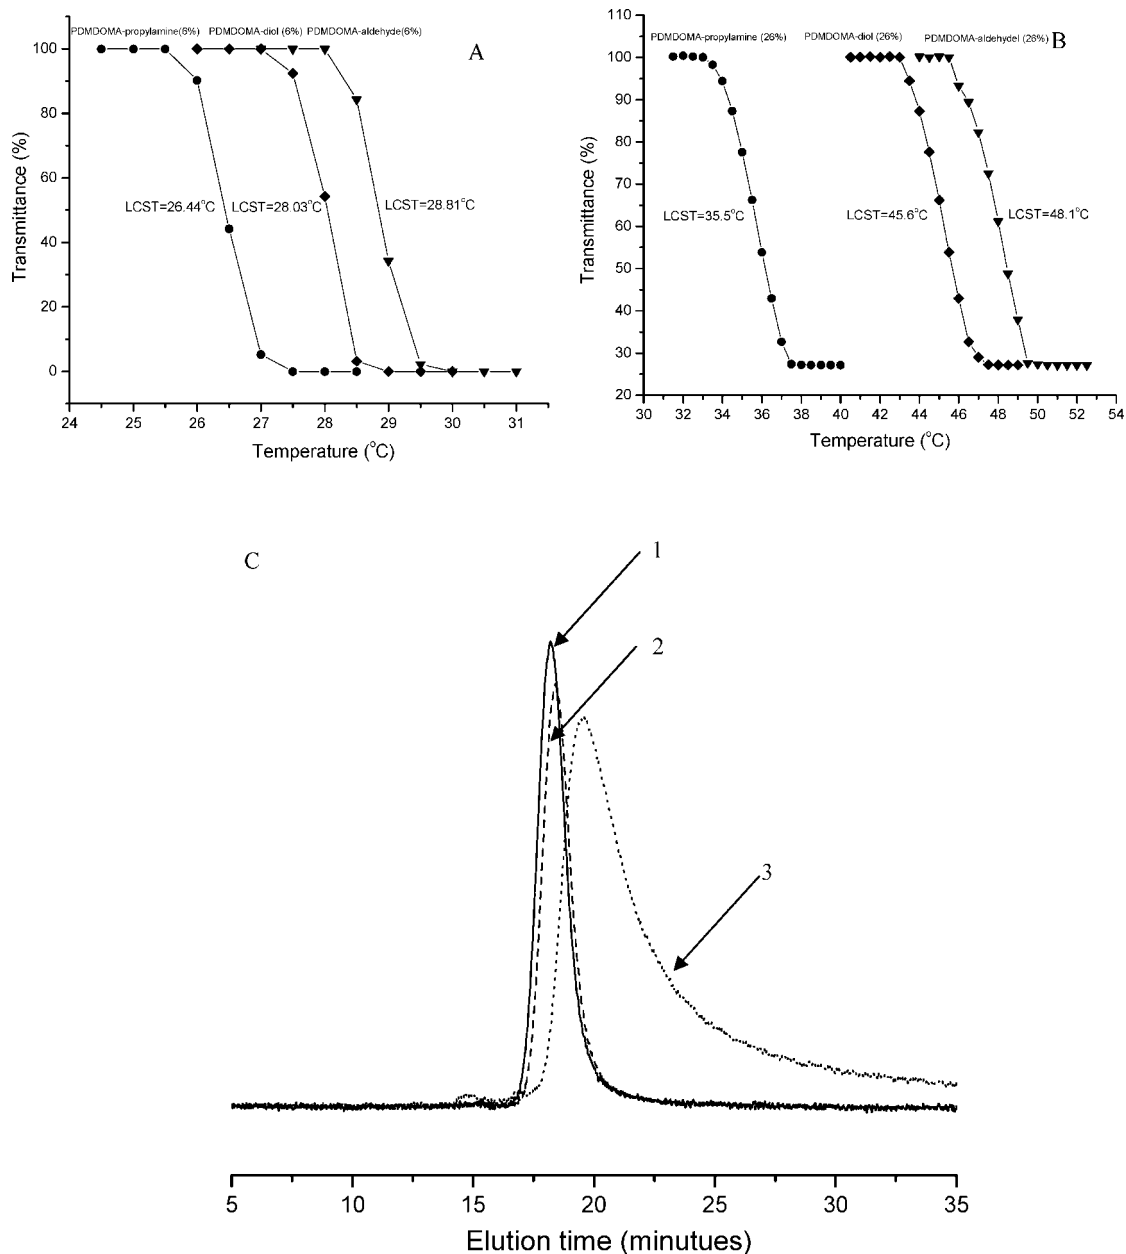 PDMDOMA-propylamine(6%) PDMDOMA-diol (6%) PDMDOMA-aldehyde(6%)
A
100
80
60
40
20
0
Transmittance (%)
LCST=26.44°C
LCST=28.03°C
LCST=28.81°C
24 25 26 27 28 29 30 31
Temperature (°C)
PDMDOMA-propylamine (26%) PDMDOMA-diol (26%) PDMDOMA-aldehydel (26%)
B
110
100
90
80
70
60
50
40
30
20
Transmittance (%)
LCST=35.5°C
LCST=45.6°C
LCST=48.1°C
30 32 34 36 38 40 42 44 46 48 50 52 54
Temperature (°C)
C
1
2
3
5 10 15 20 25 30 35
Elution time (minutues)